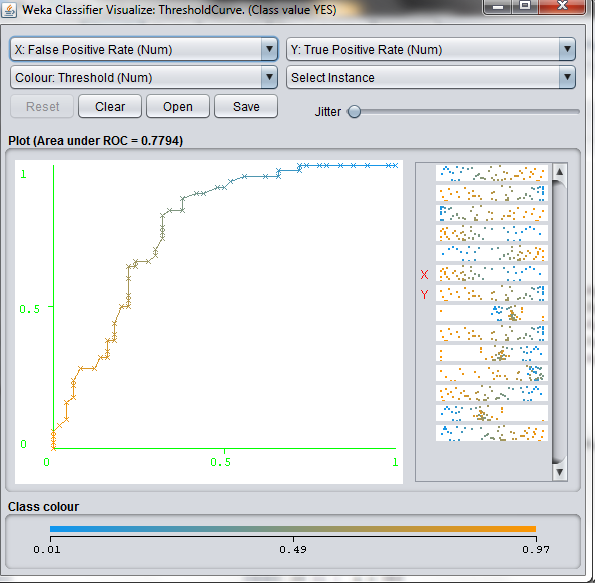 Weka Classifier Visualize: ThresholdCurve. (Class value YES)
X: False Positive Rate (Num) Y: True Positive Rate (Num)
Colour: Threshold (Num) Select Instance
Reset Clear Open Save Jitter
Plot (Area under ROC = 0.7794)
1
X
Y
0.5
0
0 0.5 1
Class colour
0.01 0.49 0.97